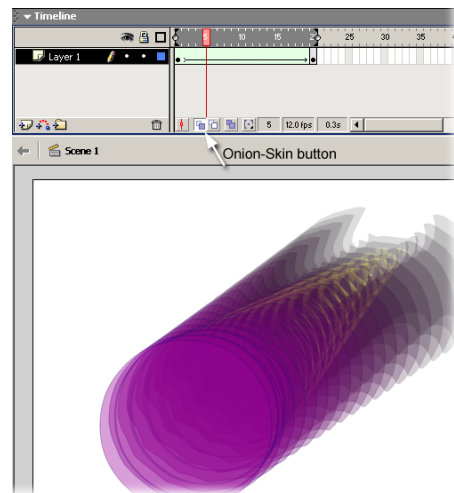 Timeline
5 10 15 20 25 30 35
Layer 1
5 12.0 fps 0.3s
Scene 1
Onion-Skin button